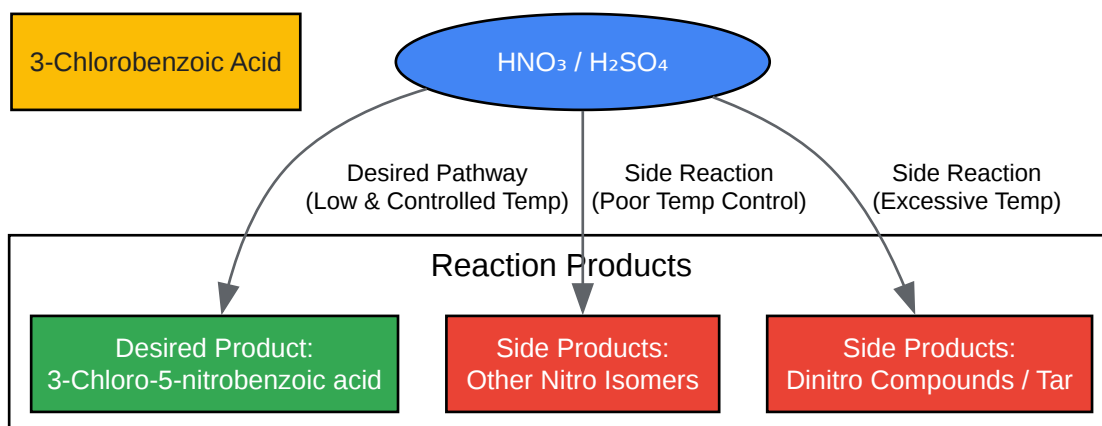 3-Chlorobenzoic Acid
HNO₃ / H₂SO₄
Desired Pathway
(Low & Controlled Temp)
Side Reaction
(Poor Temp Control)
Side Reaction
(Excessive Temp)
Reaction Products
Desired Product:
3-Chloro-5-nitrobenzoic acid
Side Products:
Other Nitro Isomers
Side Products:
Dinitro Compounds / Tar